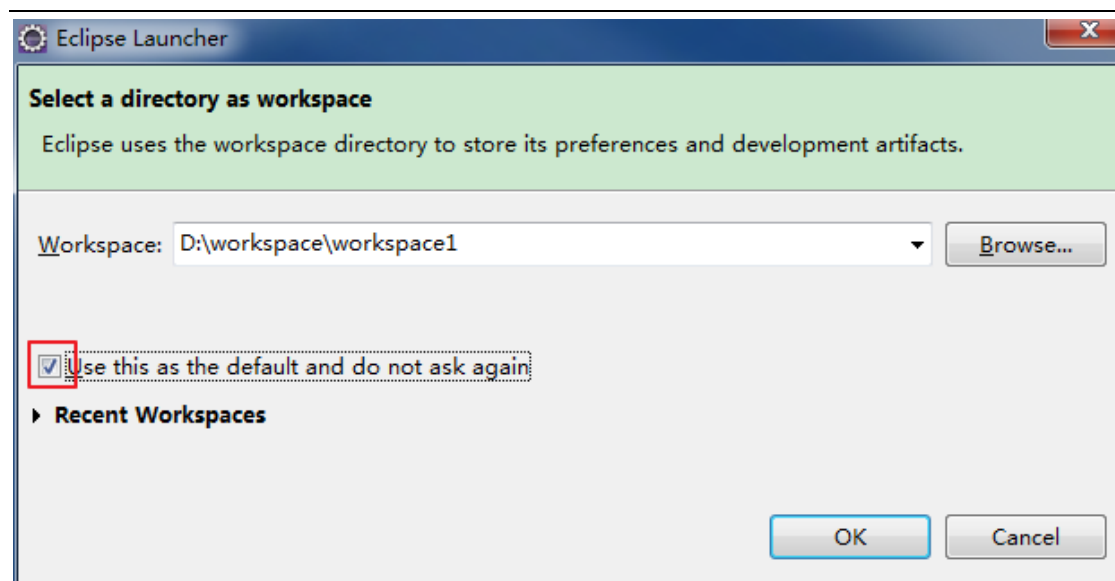 Eclipse Launcher
Select a directory as workspace
Eclipse uses the workspace directory to store its preferences and development artifacts.
Workspace: D:\workspace\workspace1 Browse...
Use this as the default and do not ask again
Recent Workspaces
OK Cancel